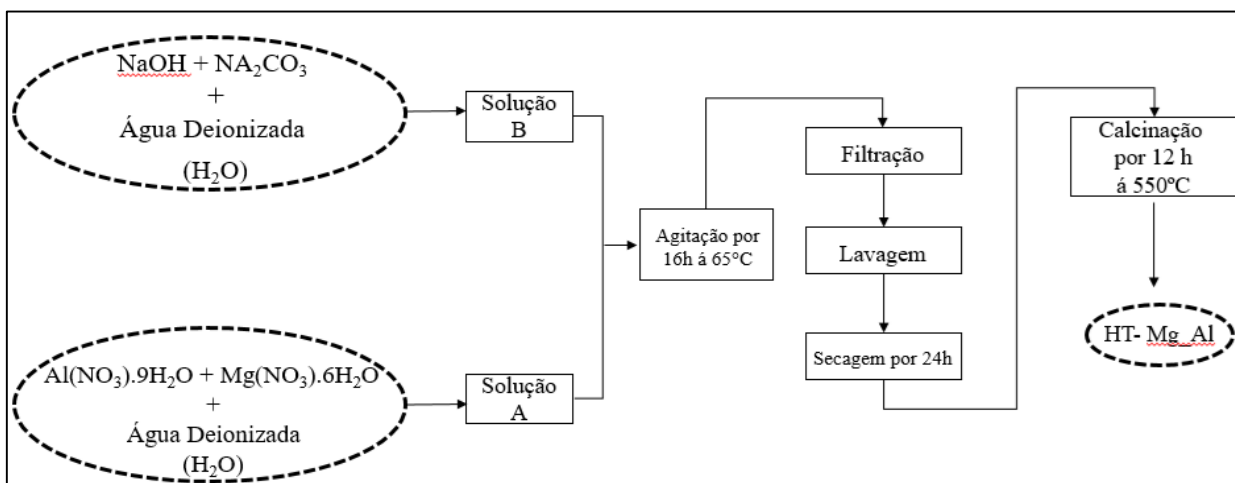 NaOH + NA₂CO₃
+
Água Deionizada
(H₂O)
Solução
B
Al(NO₃).9H₂O + Mg(NO₃).6H₂O
+
Água Deionizada
(H₂O)
Solução
A
Agitação por
16h á 65°C
Filtração
Lavagem
Secagem por 24h
Calcinação
por 12 h
á 550ºC
HT- Mg_Al